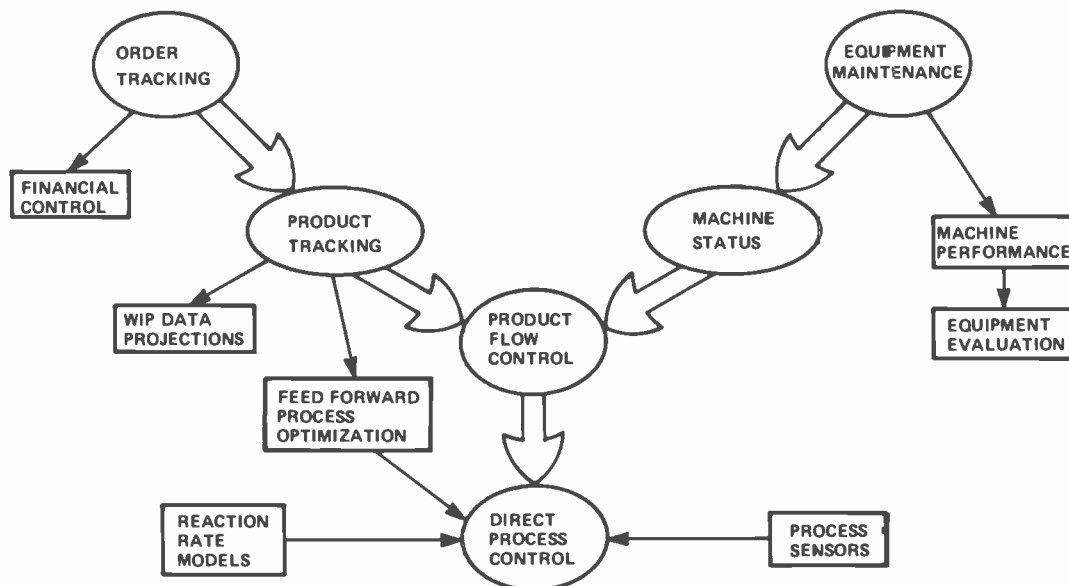 ORDER
TRACKING
EQUIPMENT
MAINTENANCE
FINANCIAL
CONTROL
PRODUCT
TRACKING
MACHINE
STATUS
MACHINE
PERFORMANCE
WIP DATA
PROJECTIONS
PRODUCT
FLOW
CONTROL
EQUIPMENT
EVALUATION
FEED FORWARD
PROCESS
OPTIMIZATION
REACTION
RATE
MODELS
DIRECT
PROCESS
CONTROL
PROCESS
SENSORS